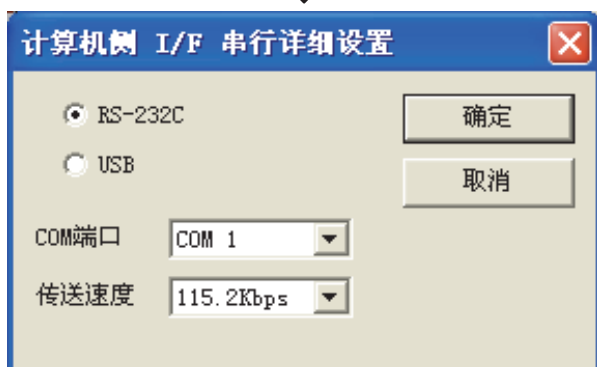 计算机侧 I/F 串行详细设置
RS-232C
确定
USB
取消
COM端口 COM 1
传送速度 115.2Kbps